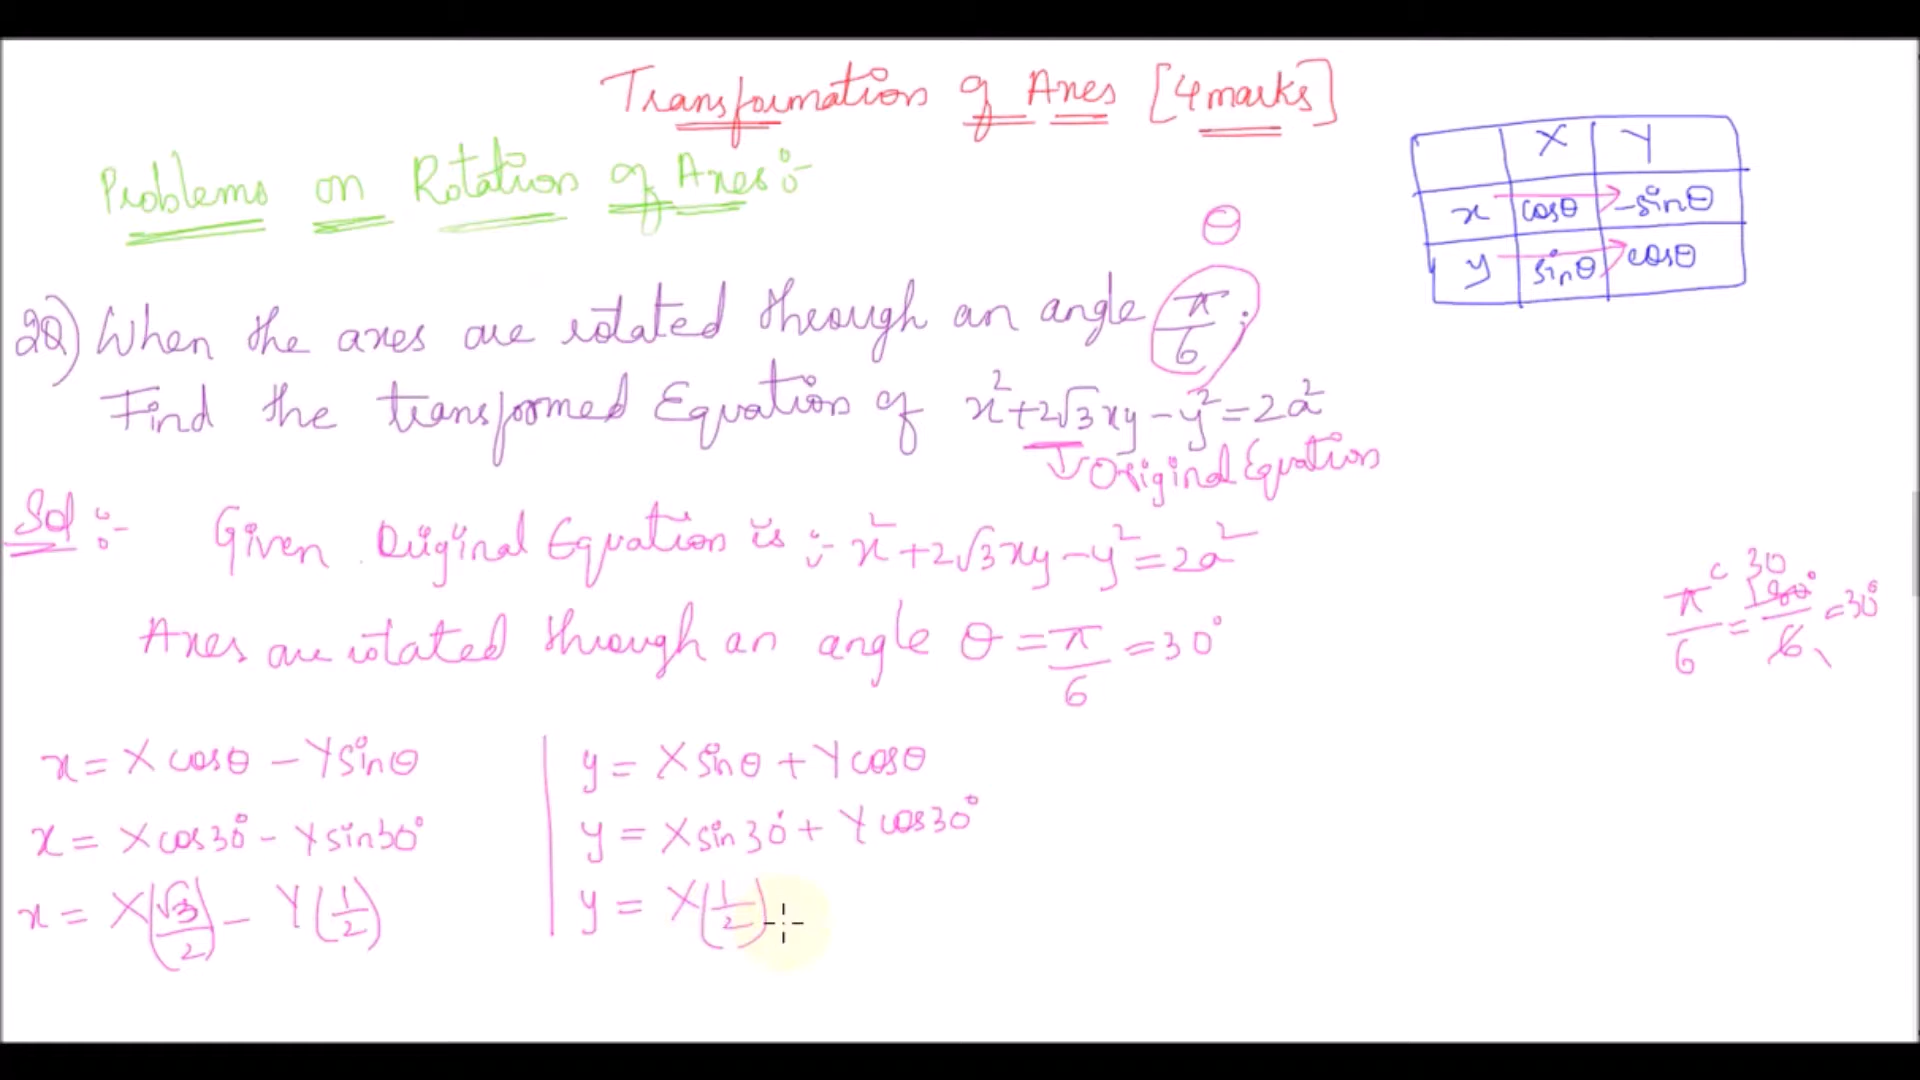 Transformation of Axes [4 marks]
Problems on Rotation of Axes:-
X Y
x cosθ -sinθ
y sinθ cosθ
θ
2Q) When the axes are rotated through an angle π/6.
Find the transformed Equation of x²+2√3xy-y²=2a²
Original Equation
Sol:- Given Original Equation is :- x²+2√3xy-y²=2a²
Axes are rotated through an angle θ = π/6 = 30°
π^c/6 = 180°/6 = 30°
30
1
x = X cosθ - Y sinθ
x = X cos30° - Y sin30°
x = X(√3/2) - Y(1/2)
y = X sinθ + Y cosθ
y = X sin30° + Y cos30°
y = X(1/2)